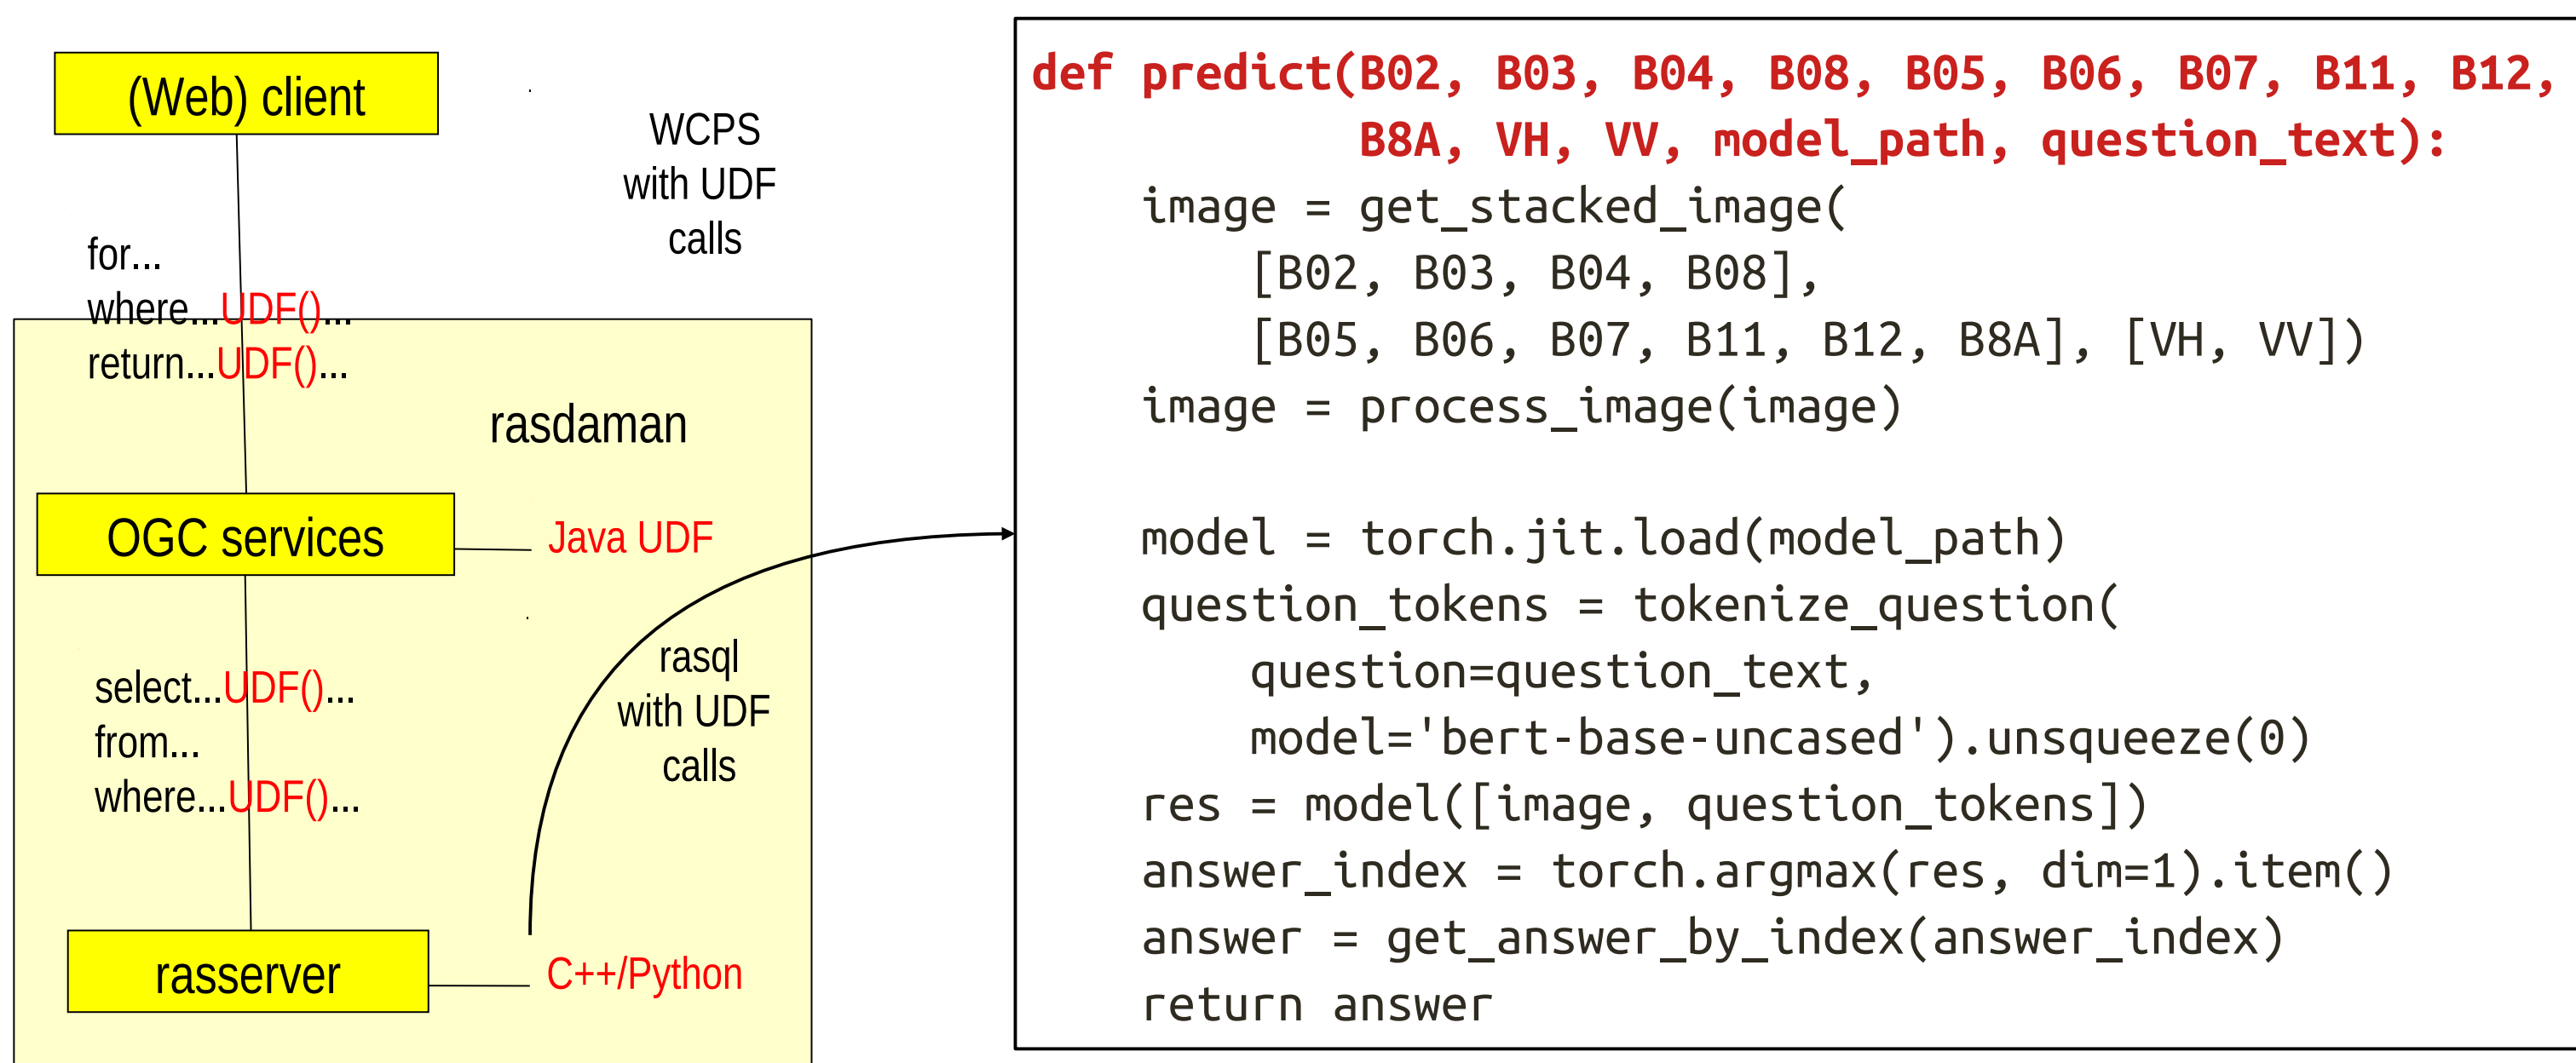 (Web) client
WCPS
with UDF
calls
for...
where...UDF()...
return...UDF()...
rasdaman
OGC services
Java UDF
rasql
with UDF
calls
select...UDF()...
from...
where...UDF()...
rasserver
C++/Python
def predict(B02, B03, B04, B08, B05, B06, B07, B11, B12,
            B8A, VH, VV, model_path, question_text):
    image = get_stacked_image(
        [B02, B03, B04, B08],
        [B05, B06, B07, B11, B12, B8A], [VH, VV])
    image = process_image(image)
    model = torch.jit.load(model_path)
    question_tokens = tokenize_question(
        question=question_text,
        model='bert-base-uncased').unsqueeze(0)
    res = model([image, question_tokens])
    answer_index = torch.argmax(res, dim=1).item()
    answer = get_answer_by_index(answer_index)
    return answer